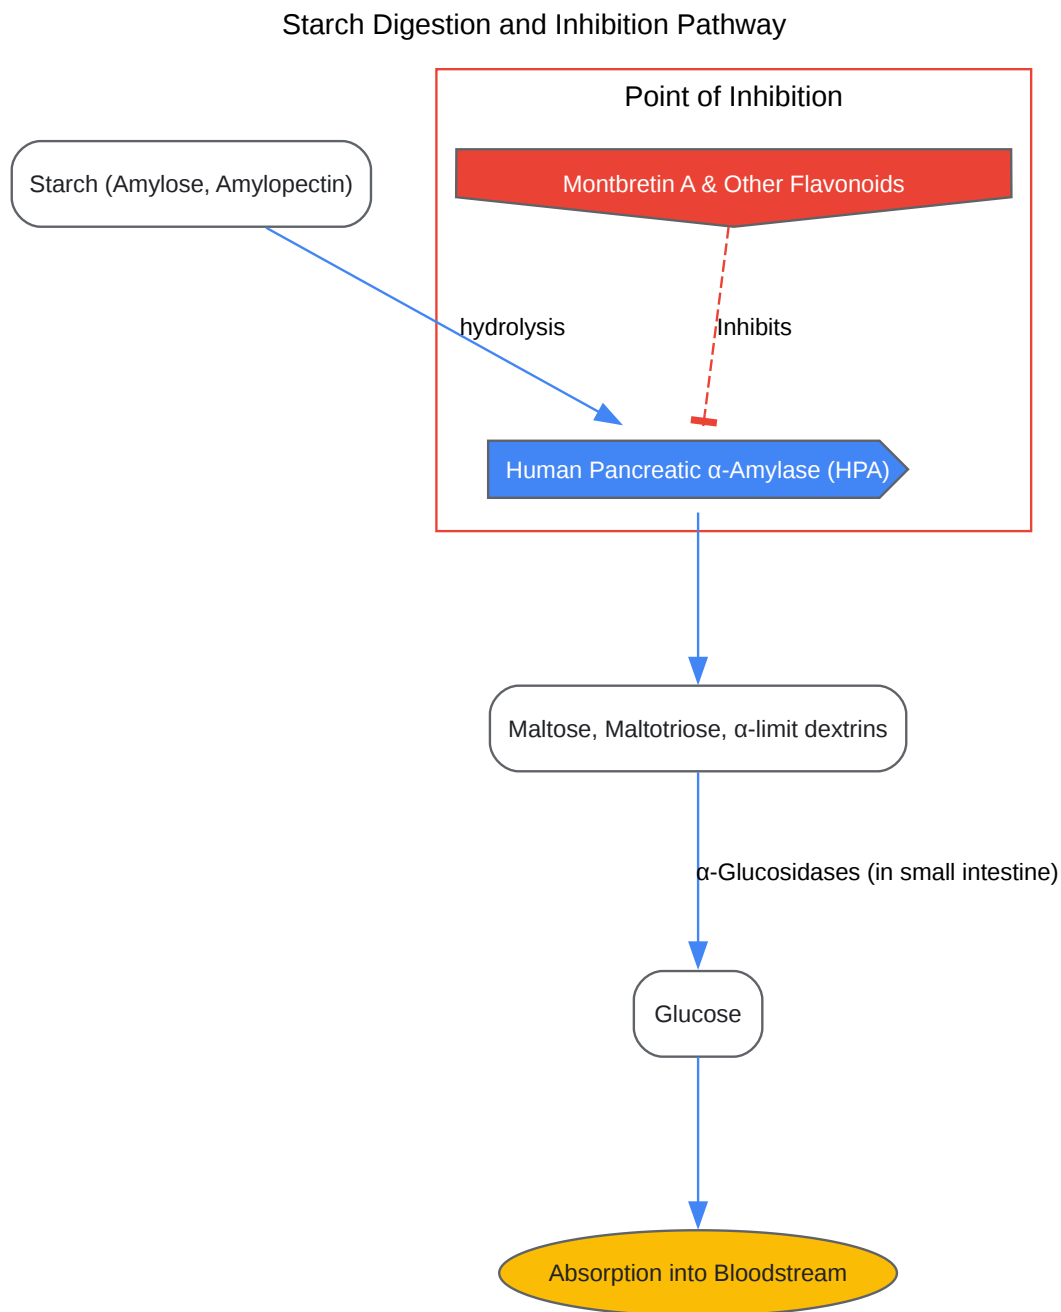 Starch Digestion and Inhibition Pathway
Point of Inhibition
Starch (Amylose, Amylopectin)
Montbretin A & Other Flavonoids
hydrolysis
Inhibits
Human Pancreatic α-Amylase (HPA)
Maltose, Maltotriose, α-limit dextrins
α-Glucosidases (in small intestine)
Glucose
Absorption into Bloodstream